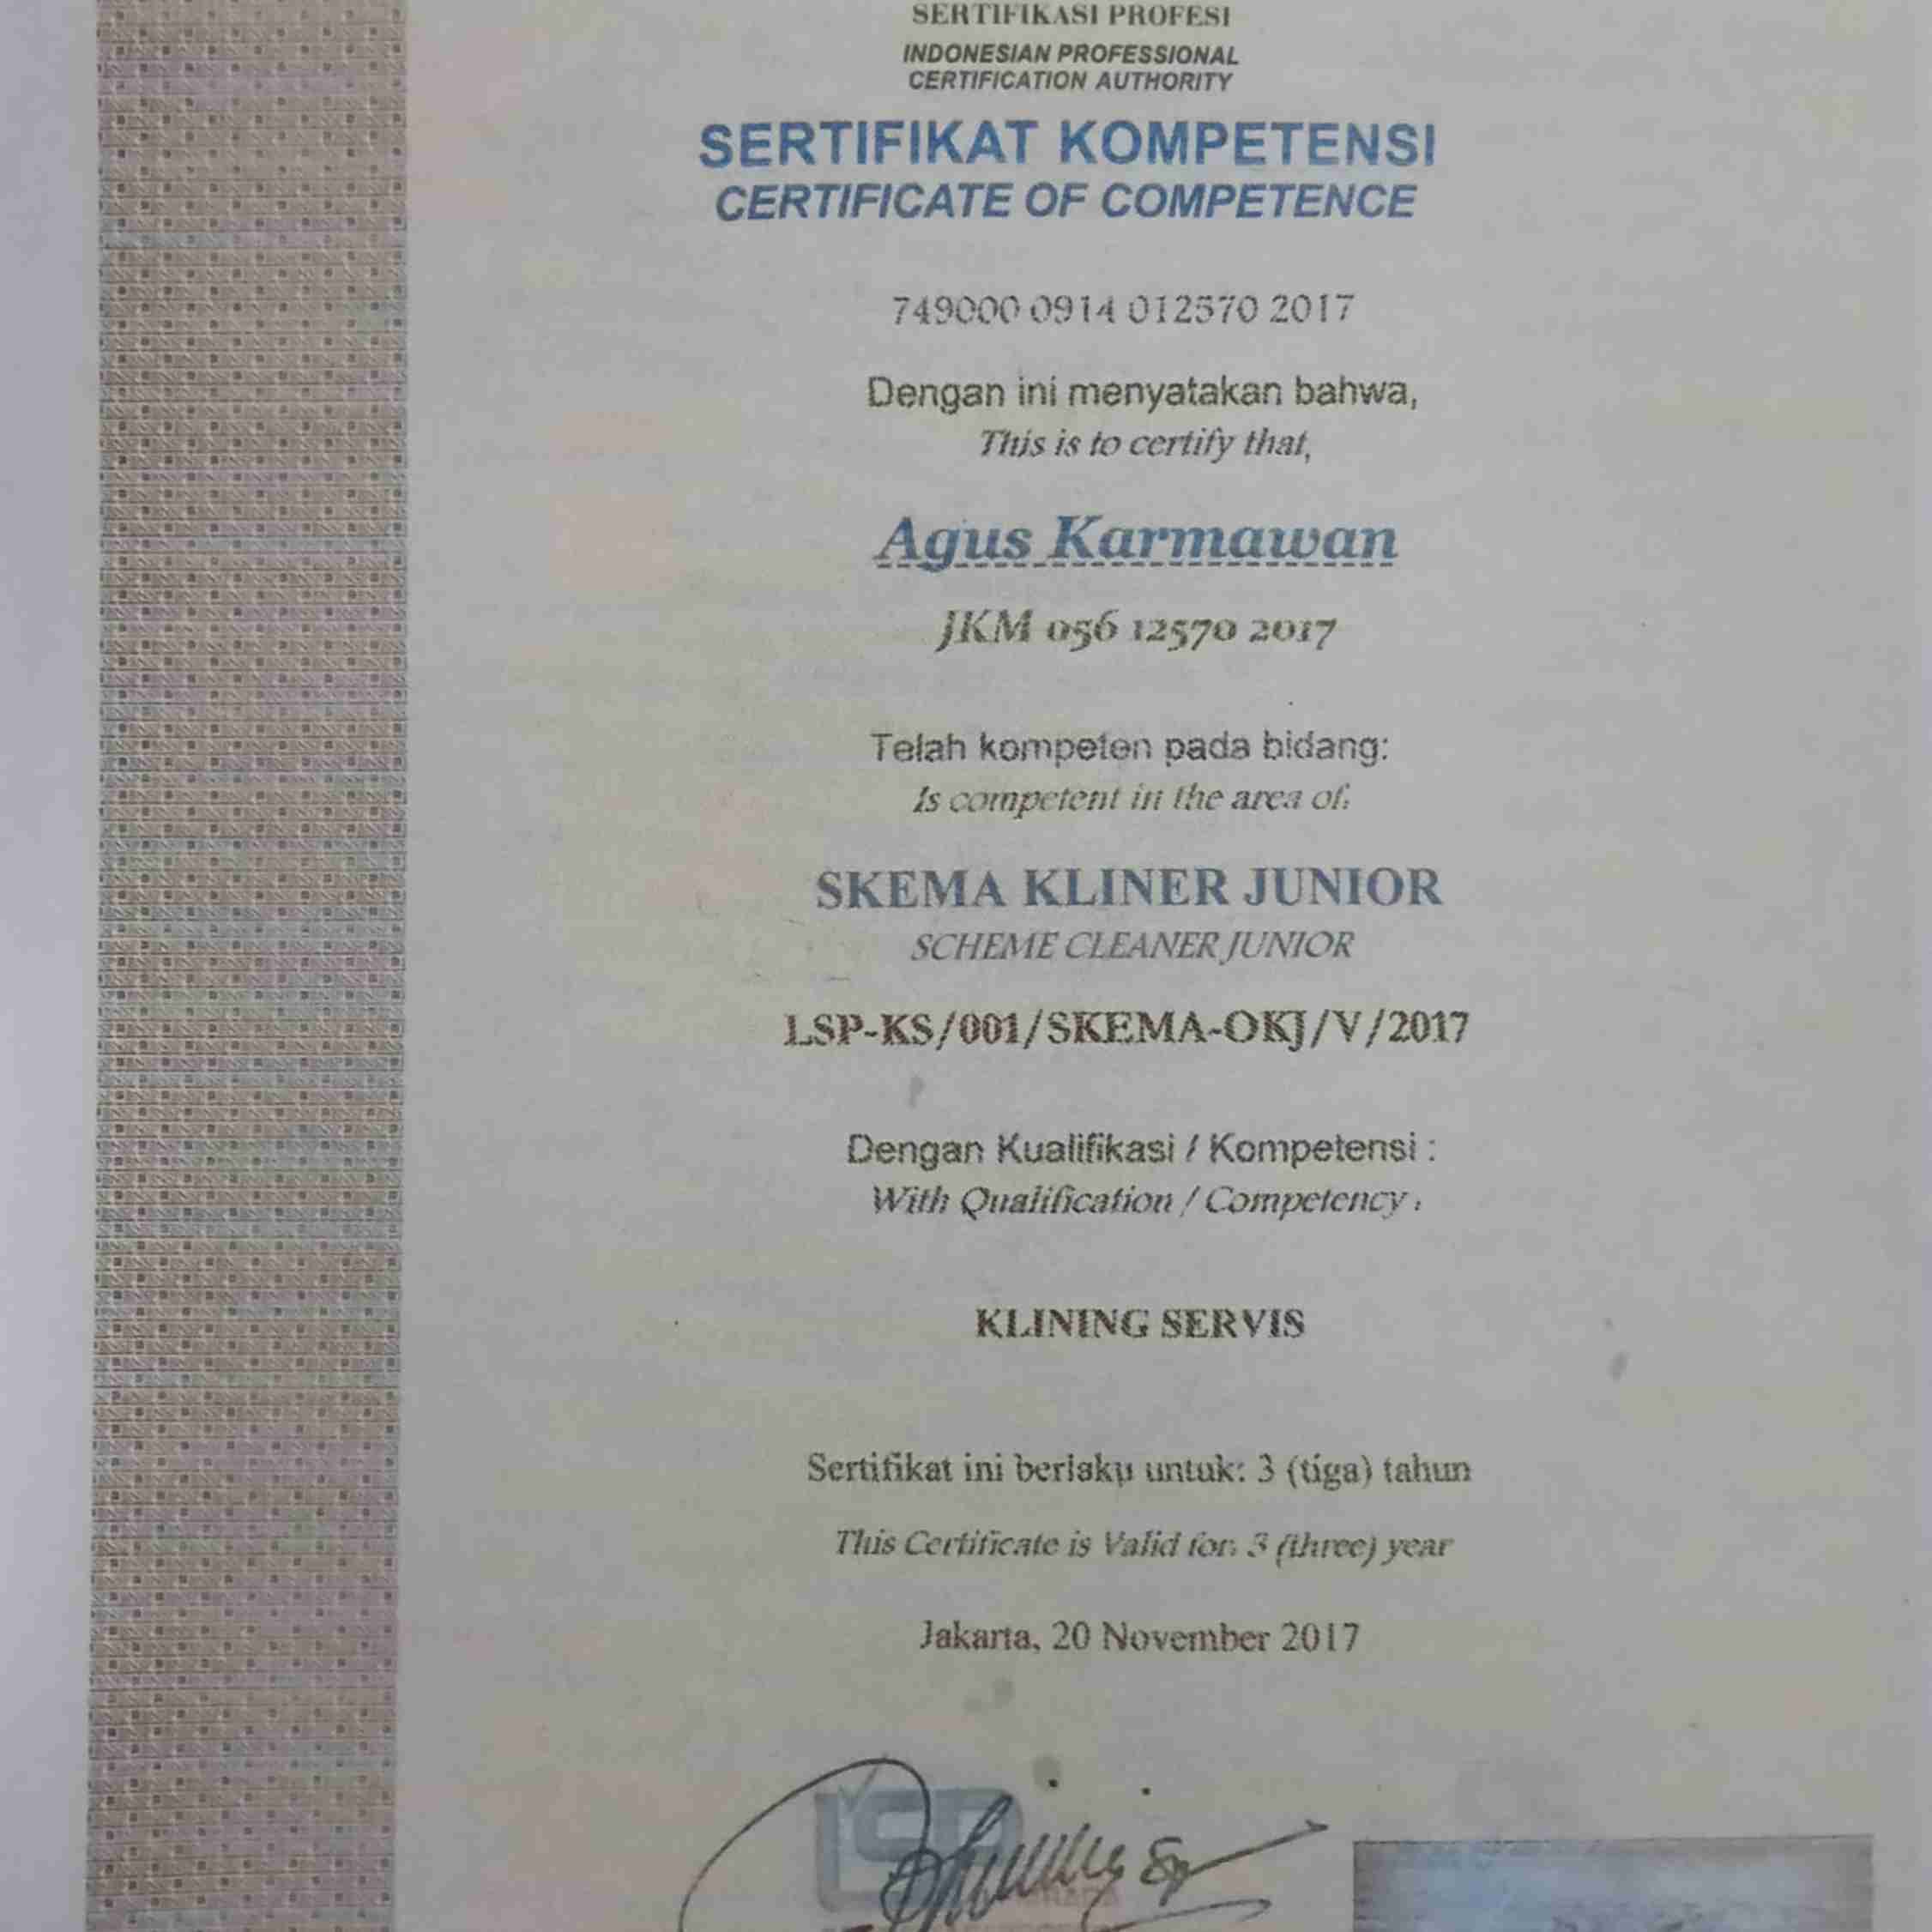 SERTIFIKASI PROFESI
INDONESIAN PROFESSIONAL
CERTIFICATION AUTHORITY
SERTIFIKAT KOMPETENSI
CERTIFICATE OF COMPETENCE
749000 0914 012570 2017
Dengan ini menyatakan bahwa,
This is to certify that,
Agus Karmawan
JKM 056 12570 2017
Telah kompeten pada bidang:
Is competent in the area of:
SKEMA KLINER JUNIOR
SCHEME CLEANER JUNIOR
LSP-KS/001/SKEMA-OKJ/V/2017
Dengan Kualifikasi / Kompetensi :
With Qualification / Competency :
KLINING SERVIS
Sertifikat ini berlaku untuk: 3 (tiga) tahun
This Certificate is Valid for: 3 (three) year
Jakarta, 20 November 2017